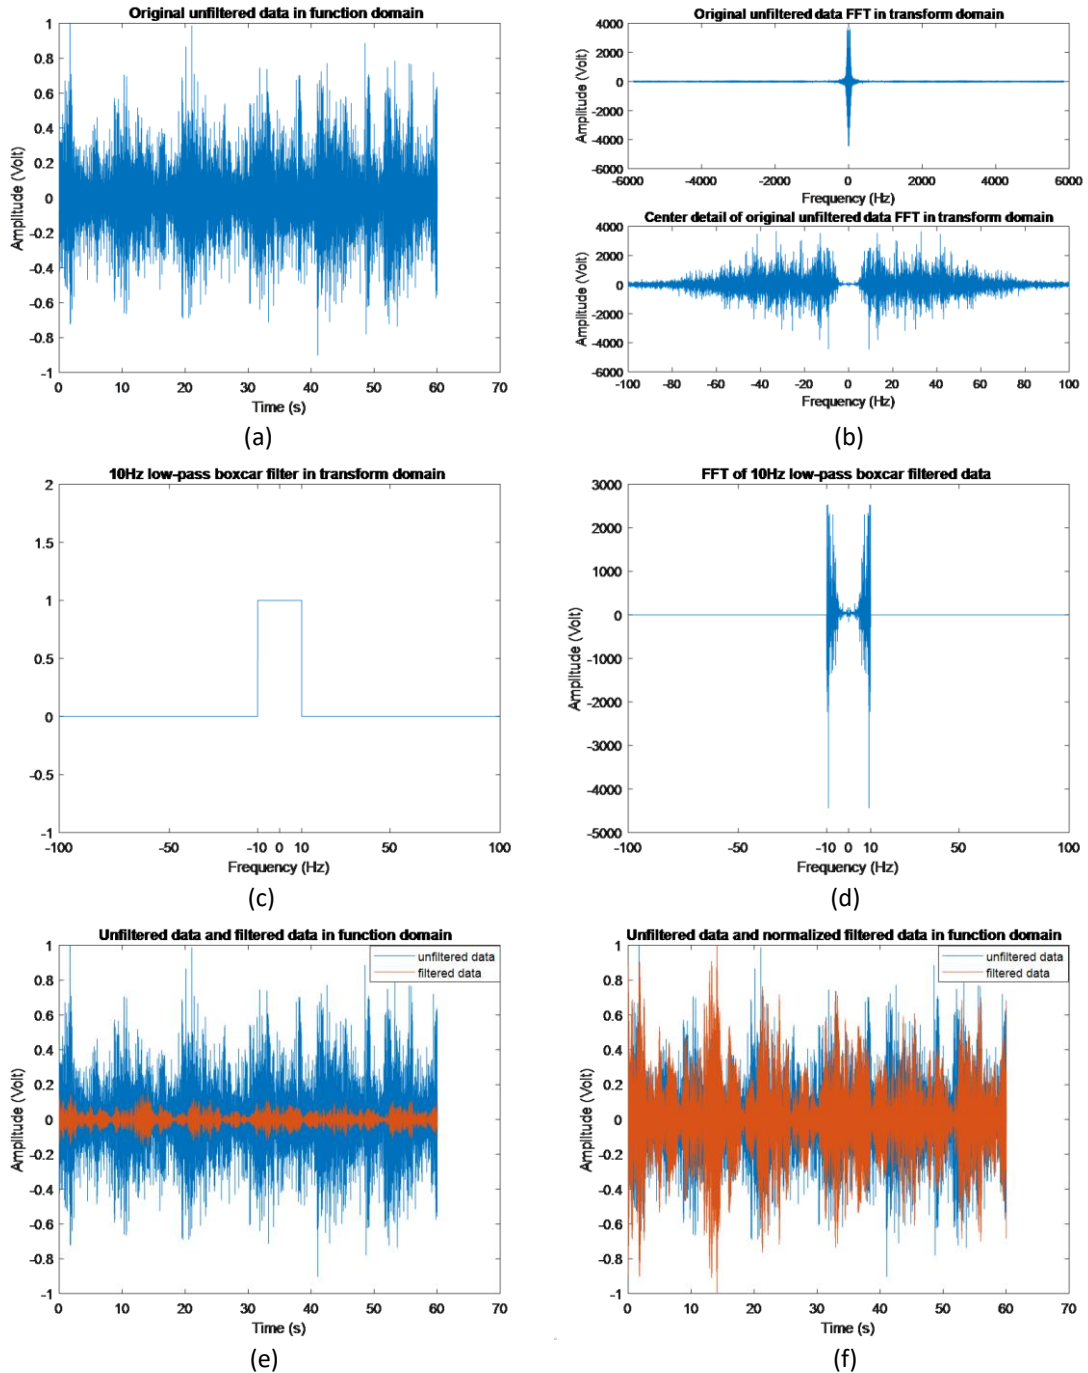 Original unfiltered data in function domain
1
0.8
0.6
0.4
0.2
0
-0.2
-0.4
-0.6
-0.8
-1
Amplitude (Volt)
0 10 20 30 40 50 60 70
Time (s)
(a)
Original unfiltered data FFT in transform domain
4000
2000
0
-2000
-4000
-6000
Amplitude (Volt)
-6000 -4000 -2000 0 2000 4000 6000
Frequency (Hz)
Center detail of original unfiltered data FFT in transform domain
4000
2000
0
-2000
-4000
-6000
Amplitude (Volt)
-100 -80 -60 -40 -20 0 20 40 60 80 100
Frequency (Hz)
(b)
10Hz low-pass boxcar filter in transform domain
2
1.5
1
0.5
0
-0.5
-1
-100 -50 -10 0 10 50 100
Frequency (Hz)
(c)
FFT of 10Hz low-pass boxcar filtered data
3000
2000
1000
0
-1000
-2000
-3000
-4000
-5000
Amplitude (Volt)
-100 -50 -10 0 10 50 100
Frequency (Hz)
(d)
Unfiltered data and filtered data in function domain
unfiltered data
filtered data
1
0.8
0.6
0.4
0.2
0
-0.2
-0.4
-0.6
-0.8
-1
Amplitude (Volt)
0 10 20 30 40 50 60 70
Time (s)
(e)
Unfiltered data and normalized filtered data in function domain
unfiltered data
filtered data
1
0.8
0.6
0.4
0.2
0
-0.2
-0.4
-0.6
-0.8
-1
Amplitude (Volt)
0 10 20 30 40 50 60 70
Time (s)
(f)